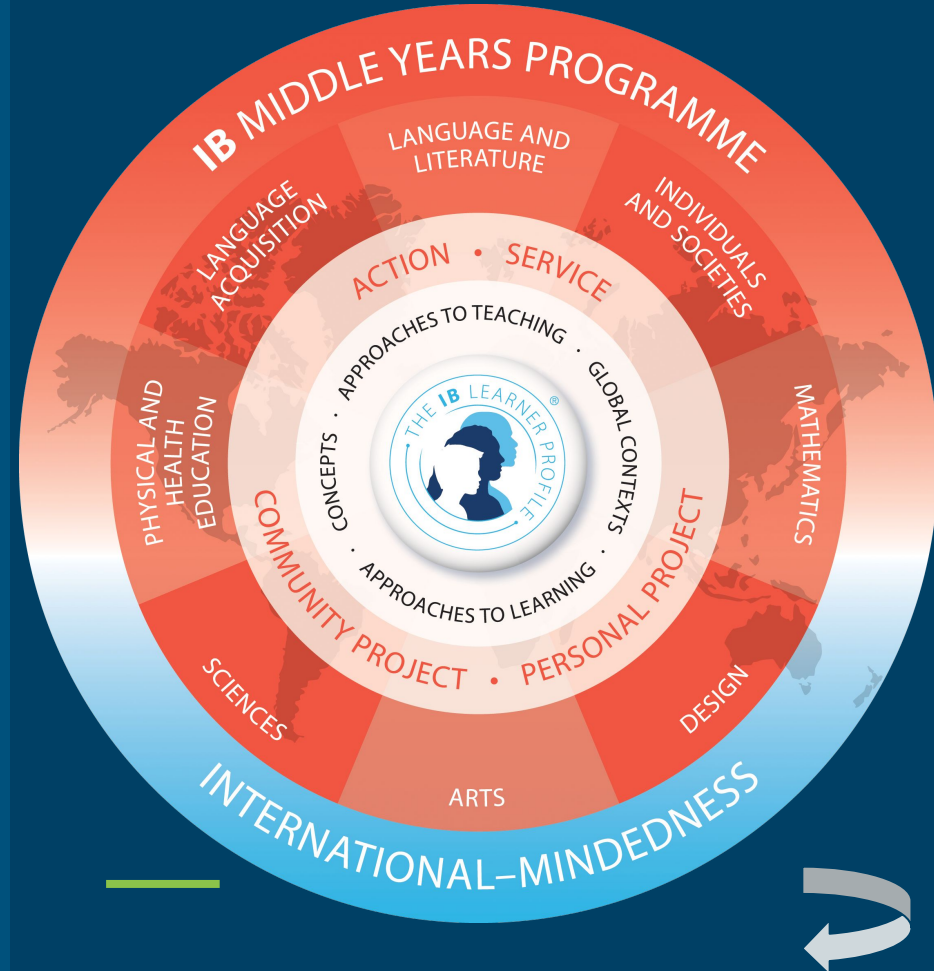 IB MIDDLE YEARS PROGRAMME
LANGUAGE AND
LITERATURE
INDIVIDUALS
AND SOCIETIES
MATHEMATICS
DESIGN
ARTS
SCIENCES
PHYSICAL AND
HEALTH
EDUCATION
LANGUAGE
ACQUISITION
ACTION • SERVICE
PERSONAL PROJECT
•
COMMUNITY PROJECT
APPROACHES TO TEACHING ·
GLOBAL CONTEXTS ·
APPROACHES TO LEARNING ·
CONCEPTS ·
• THE IB LEARNER PROFILE •
®
INTERNATIONAL–MINDEDNESS